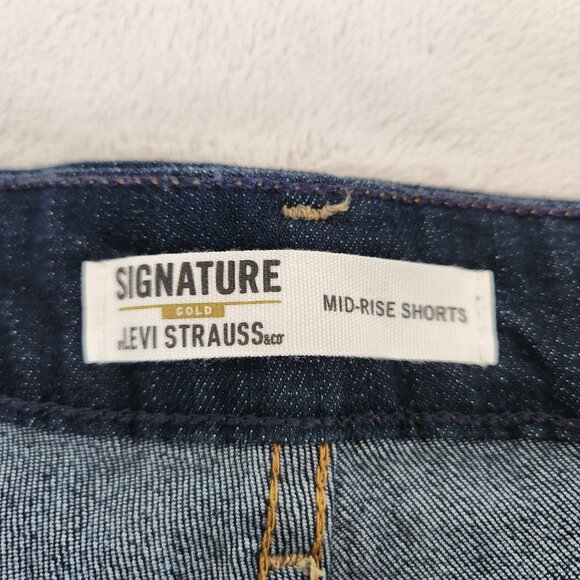 SIGNATURE
GOLD
BY LEVI STRAUSS & CO
MID-RISE SHORTS